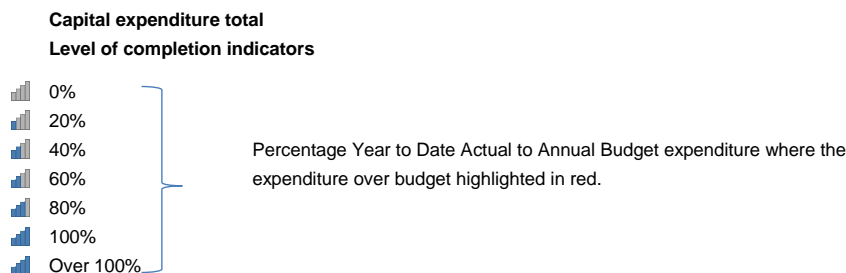 Capital expenditure total
Level of completion indicators
0%
20%
40%
60%
80%
100%
Over 100%
Percentage Year to Date Actual to Annual Budget expenditure where the
expenditure over budget highlighted in red.